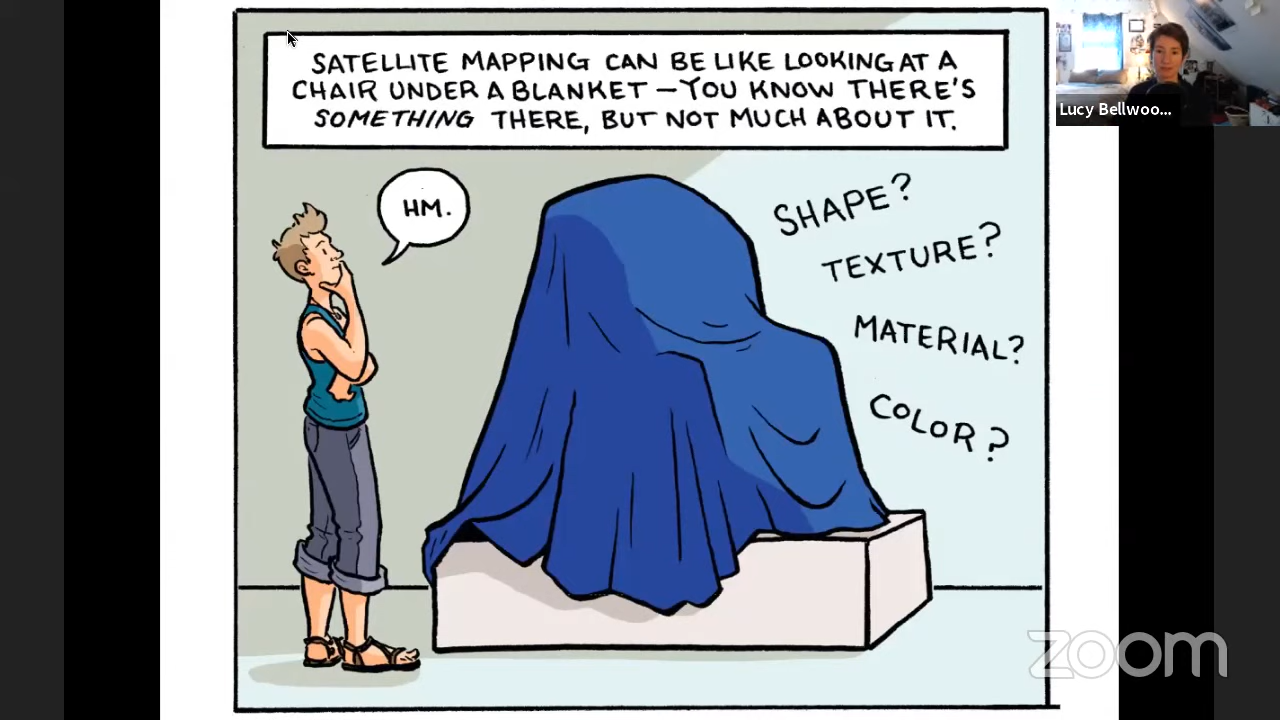 SATELLITE MAPPING CAN BE LIKE LOOKING AT A
CHAIR UNDER A BLANKET — YOU KNOW THERE'S
SOMETHING THERE, BUT NOT MUCH ABOUT IT.
HM.
SHAPE?
TEXTURE?
MATERIAL?
COLOR?
Lucy Bellwoo...
zoom